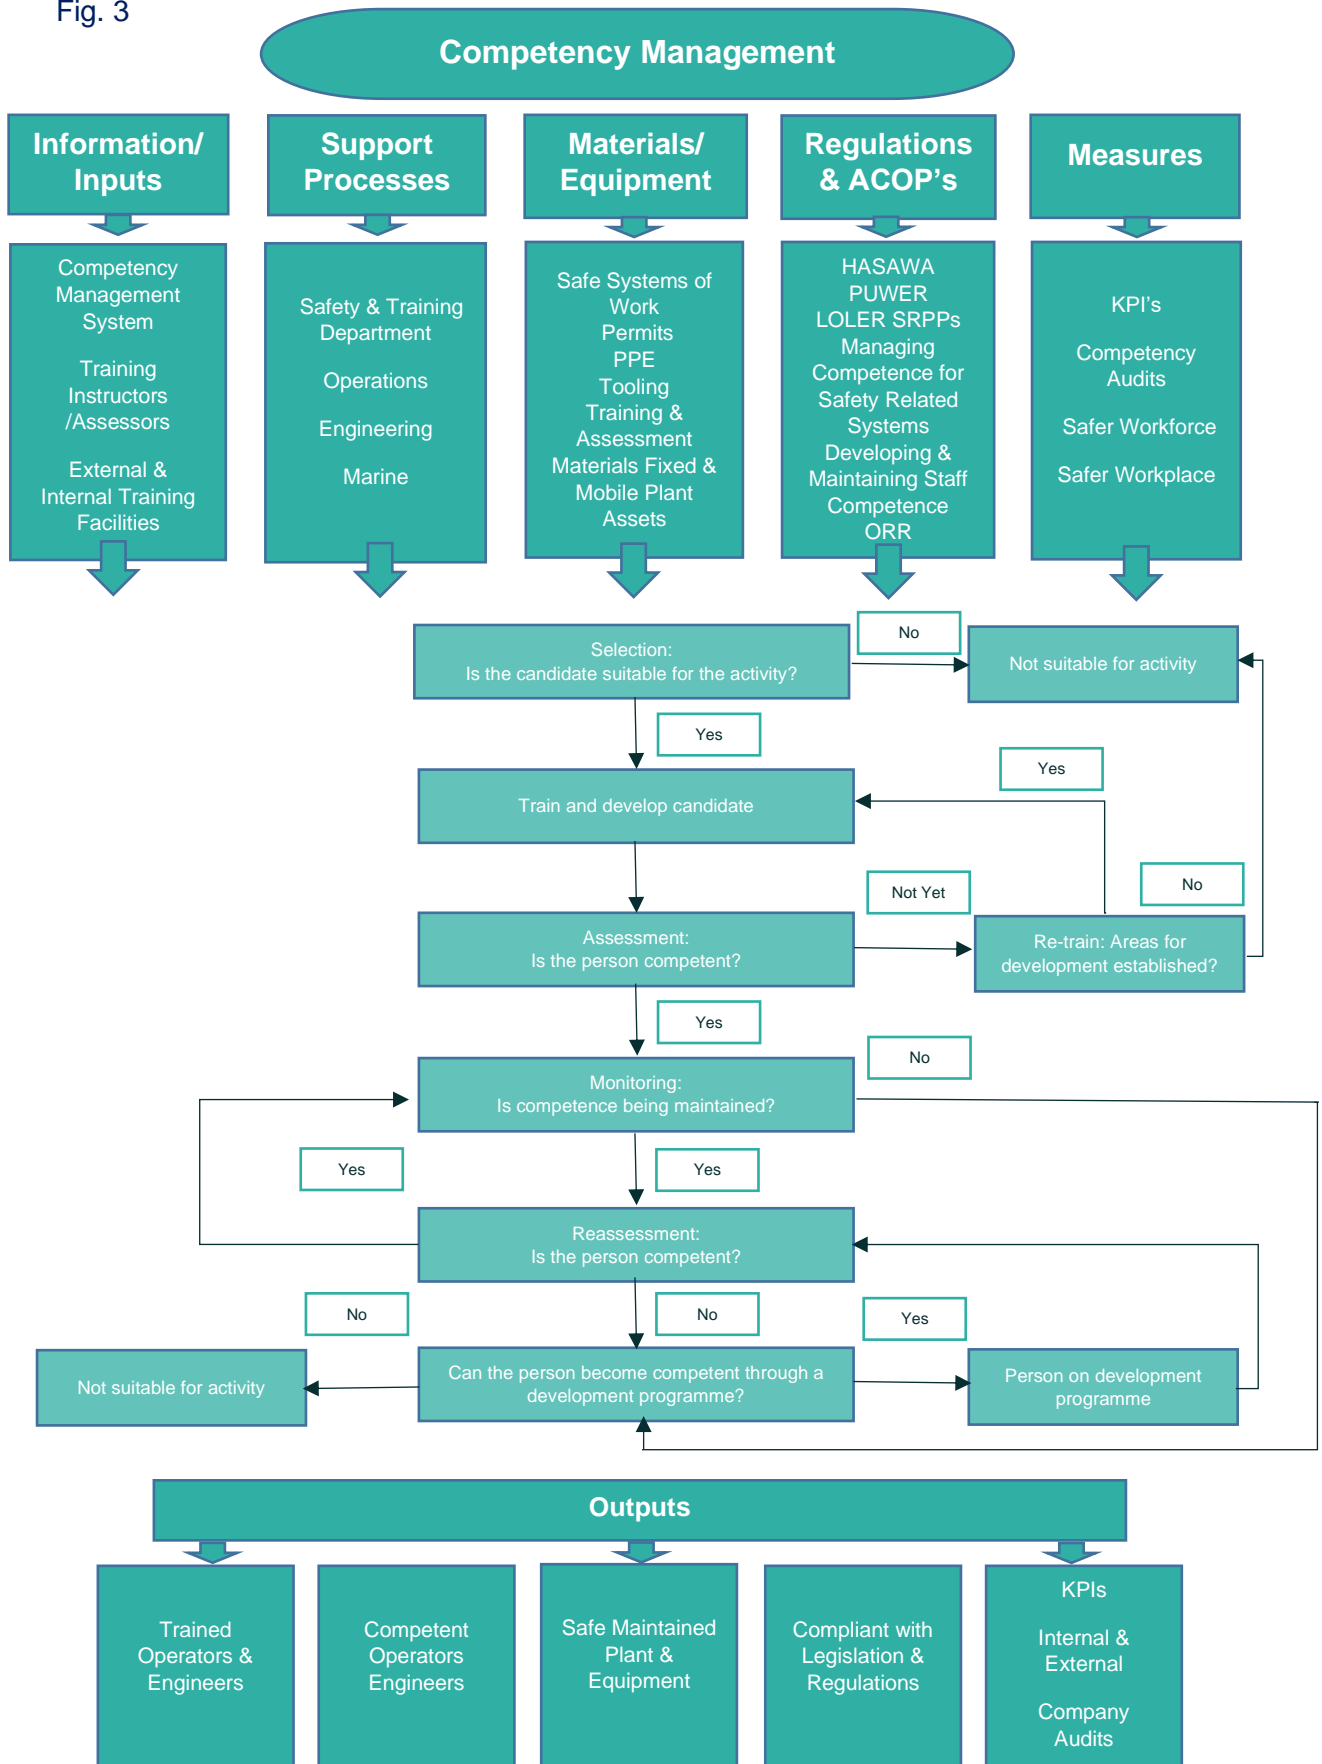 Fig. 3
Competency Management
Information/
Inputs
Support
Processes
Materials/
Equipment
Regulations
& ACOP's
Measures
Competency
Management
System
Training
Instructors
/Assessors
External &
Internal Training
Facilities
Safety & Training
Department
Operations
Engineering
Marine
Safe Systems of
Work
Permits
PPE
Tooling
Training &
Assessment
Materials Fixed &
Mobile Plant
Assets
HASAWA
PUWER
LOLER SRPPs
Managing
Competence for
Safety Related
Systems
Developing &
Maintaining Staff
Competence
ORR
KPI's
Competency
Audits
Safer Workforce
Safer Workplace
Selection:
Is the candidate suitable for the activity?
No
Not suitable for activity
Yes
Train and develop candidate
Yes
Assessment:
Is the person competent?
Not Yet
Re-train: Areas for
development established?
No
Yes
Monitoring:
Is competence being maintained?
No
Yes
Yes
Reassessment:
Is the person competent?
No
No
Yes
Not suitable for activity
Can the person become competent through a
development programme?
Person on development
programme
Outputs
Trained
Operators &
Engineers
Competent
Operators
Engineers
Safe Maintained
Plant &
Equipment
Compliant with
Legislation &
Regulations
KPIs
Internal &
External
Company
Audits